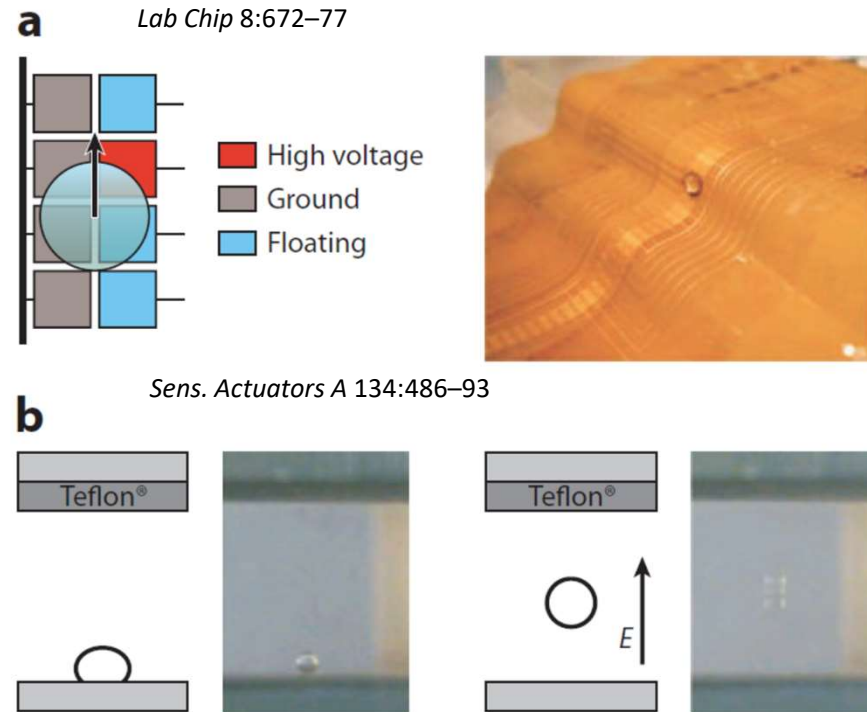 a
Lab Chip 8:672–77
High voltage
Ground
Floating
Sens. Actuators A 134:486–93
b
Teflon®
Teflon®
E